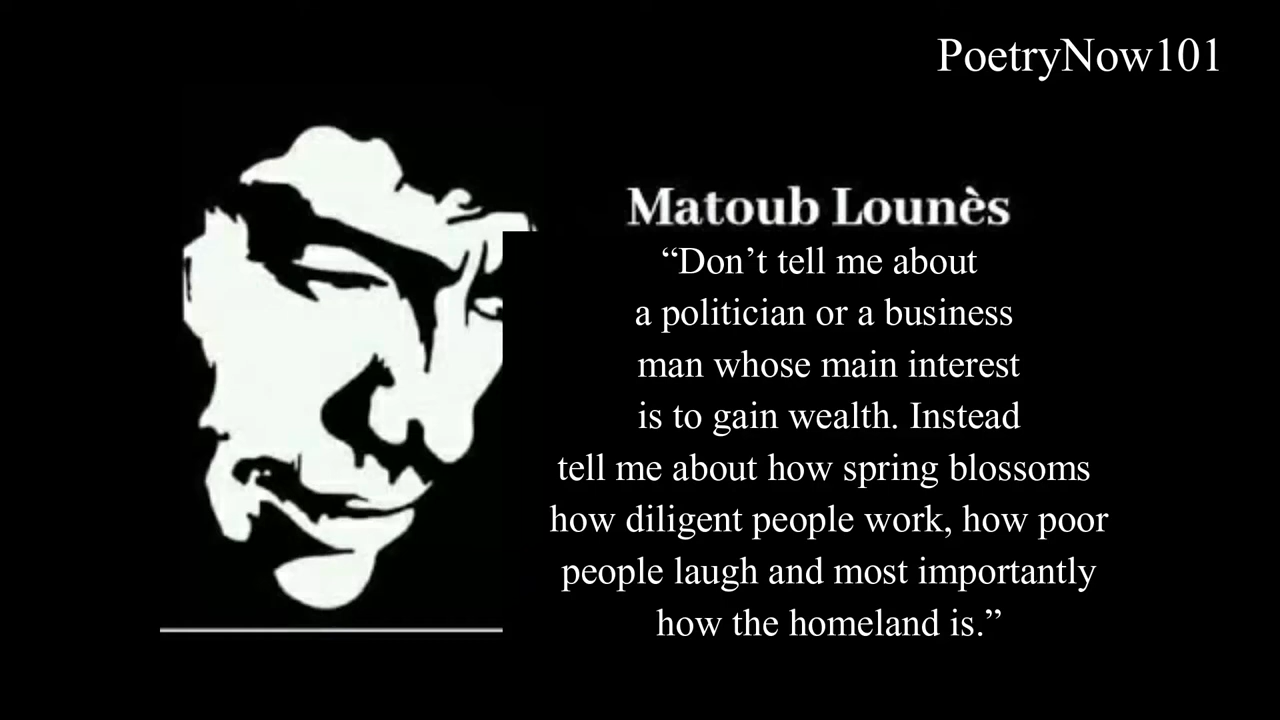 PoetryNow101
Matoub Lounès
“Don’t tell me about
a politician or a business
man whose main interest
is to gain wealth. Instead
tell me about how spring blossoms
how diligent people work, how poor
people laugh and most importantly
how the homeland is.”